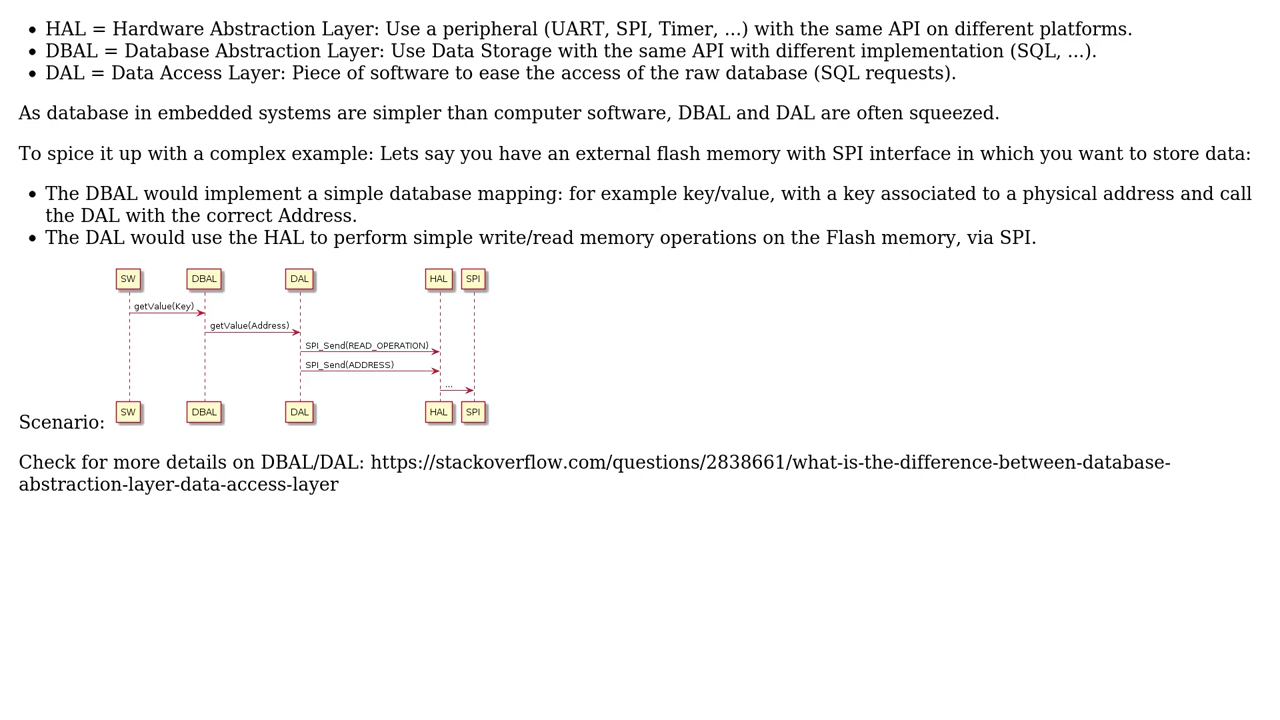 • HAL = Hardware Abstraction Layer: Use a peripheral (UART, SPI, Timer, ...) with the same API on different platforms.
• DBAL = Database Abstraction Layer: Use Data Storage with the same API with different implementation (SQL, ...).
• DAL = Data Access Layer: Piece of software to ease the access of the raw database (SQL requests).
As database in embedded systems are simpler than computer software, DBAL and DAL are often squeezed.
To spice it up with a complex example: Lets say you have an external flash memory with SPI interface in which you want to store data:
• The DBAL would implement a simple database mapping: for example key/value, with a key associated to a physical address and call
the DAL with the correct Address.
• The DAL would use the HAL to perform simple write/read memory operations on the Flash memory, via SPI.
SW DBAL DAL HAL SPI
getValue(Key)
getValue(Address)
SPI_Send(READ_OPERATION)
SPI_Send(ADDRESS)
...
SW DBAL DAL HAL SPI
Scenario:
Check for more details on DBAL/DAL: https://stackoverflow.com/questions/2838661/what-is-the-difference-between-database-
abstraction-layer-data-access-layer